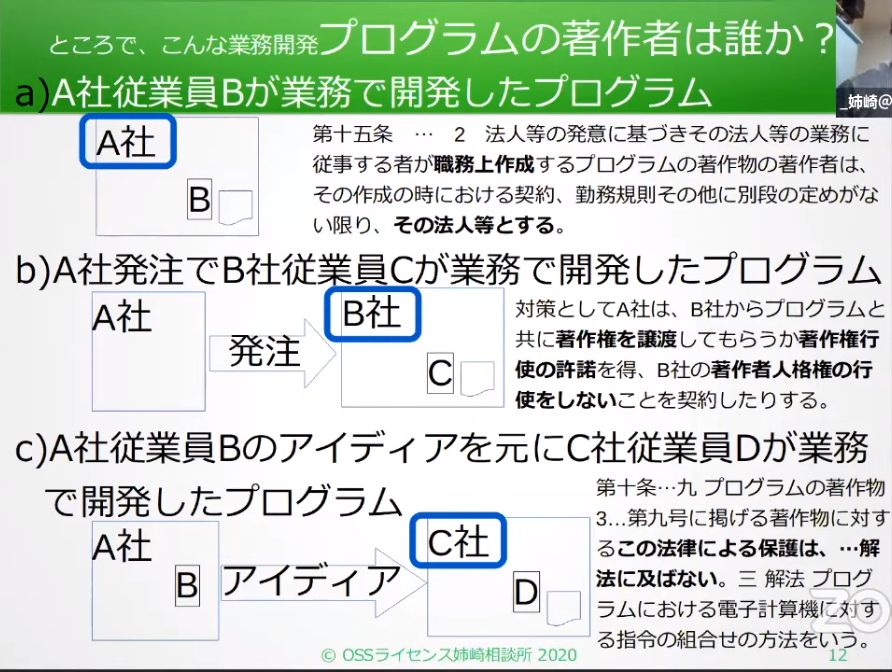 ところで、こんな業務開発プログラムの著作者は誰か？
_姉崎@
a)A社従業員Bが業務で開発したプログラム
A社
B
第十五条 … 2 法人等の発意に基づきその法人等の業務に
従事する者が職務上作成するプログラムの著作物の著作者は、
その作成の時における契約、勤務規則その他に別段の定めがな
い限り、その法人等とする。
b)A社発注でB社従業員Cが業務で開発したプログラム
A社
発注
B社
C
対策としてA社は、B社からプログラムと
共に著作権を譲渡してもらうか著作権行
使の許諾を得、B社の著作者人格権の行
使をしないことを契約したりする。
c)A社従業員Bのアイディアを元にC社従業員Dが業務
で開発したプログラム
A社
B
アイディア
C社
D
第十条…九 プログラムの著作物
3…第九号に掲げる著作物に対す
るこの法律による保護は、…解
法に及ばない。三 解法 プログ
ラムにおける電子計算機に対す
る指令の組合せの方法をいう。
zo
© OSSライセンス姉崎相談所 2020
12